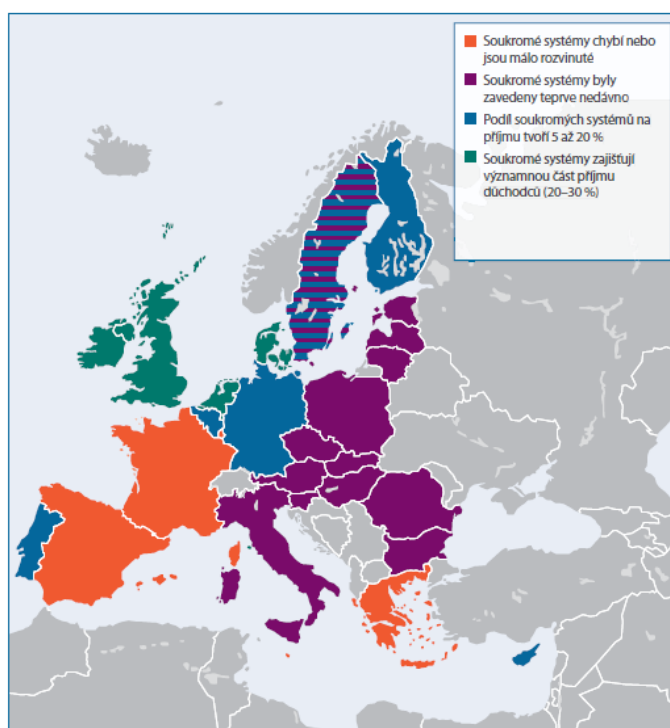 Soukromé systémy chybí nebo
jsou málo rozvinuté
Soukromé systémy byly
zavedeny teprve nedávno
Podíl soukromých systémů na
příjmu tvoří 5 až 20 %
Soukromé systémy zajišťují
významnou část příjmu
důchodců (20–30 %)